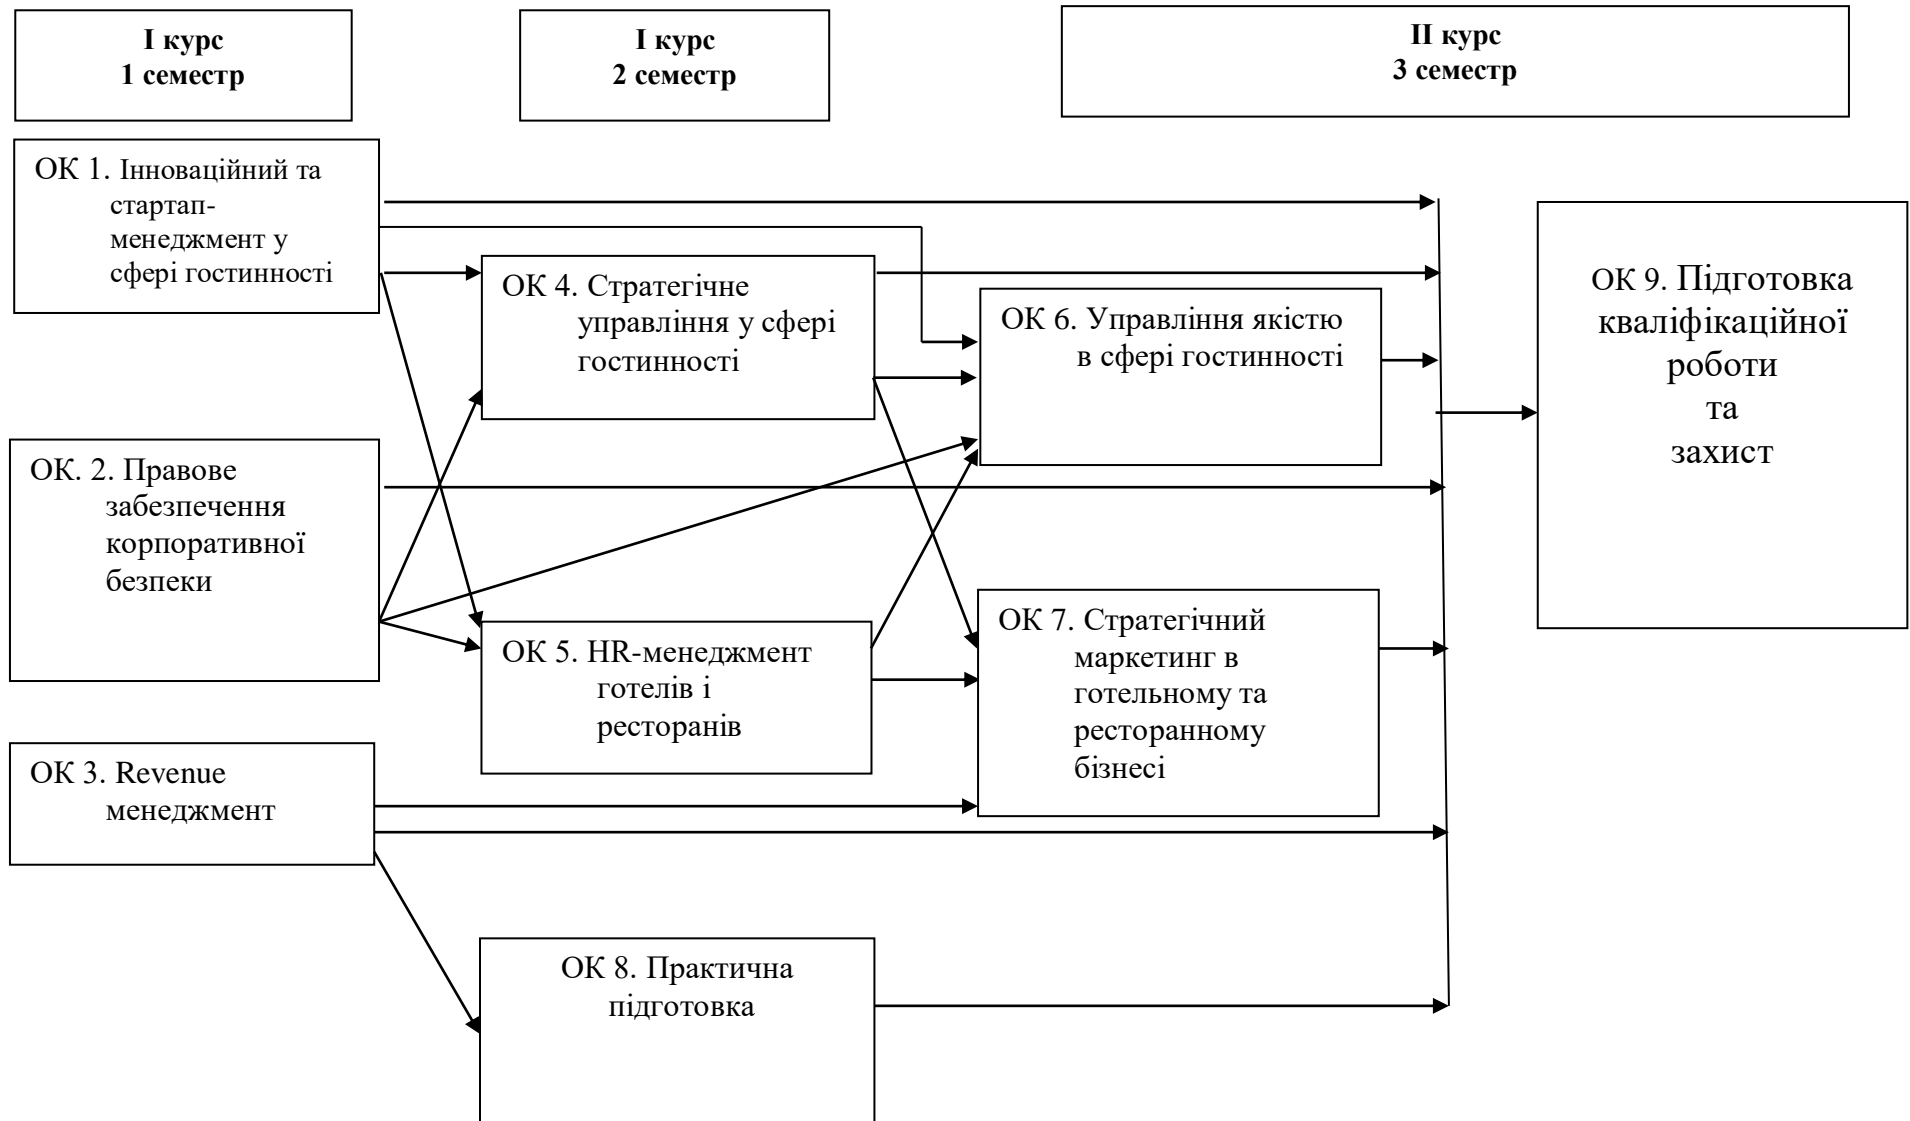 І курс
1 семестр
І курс
2 семестр
ІІ курс
3 семестр
ОК 1. Інноваційний та
стартап-
менеджмент у
сфері гостинності
ОК. 2. Правове
забезпечення
корпоративної
безпеки
ОК 3. Revenue
менеджмент
ОК 4. Стратегічне
управління у сфері
гостинності
ОК 5. HR-менеджмент
готелів і
ресторанів
ОК 8. Практична
підготовка
ОК 6. Управління якістю
в сфері гостинності
ОК 7. Стратегічний
маркетинг в
готельному та
ресторанному
бізнесі
ОК 9. Підготовка
кваліфікаційної
роботи
та
захист